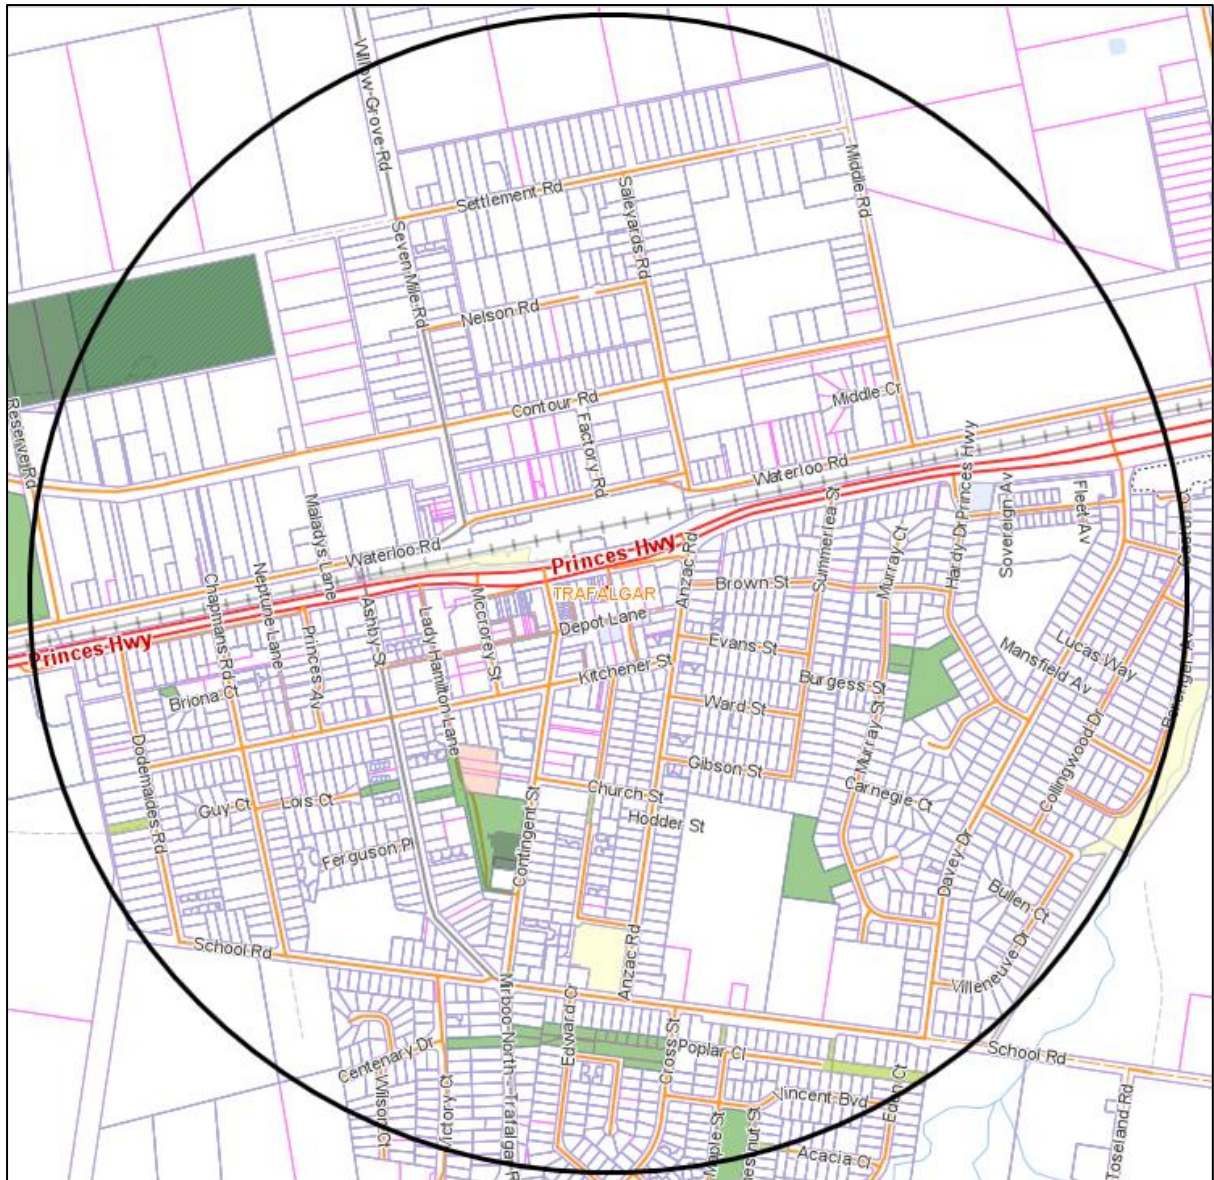 Willow-Grove-Rd
Settlement Rd
Saleyards Rd
Middle-Rd
Seven-Mile-Rd
Nelson Rd
Contour Rd
Factory Rd
Middle Cr
Reserve Rd
Waterloo Rd
Hardy-Dr Princes Hwy
Sovereign Av
Fleet Av
Summerlea St
Murray Ct
Maladys Lane
Waterloo Rd
Princes-Hwy
Anzac Rd
TRAFALGAR
Brown St
Chapmans Rd
Neptune Lane
Princes-Av
Ashby-St
Lady Hamilton Lane
Mccrorey St
Depot Lane
Evans St
Princes-Hwy
Kitchener St
Burgess St
Mansfield Av
Lucas Way
Briona Ct
Ward St
Murray-St
Collingwood Dr
Dodemaides Rd
Gibson St
Carnegie Ct
Guy Ct
Lois Ct
Church St
Hodder St
Contingent St
Ferguson Pl
Davey-Dr
Bullen Ct
School Rd
Anzac Rd
Villeneuve Dr
Mirboo-North - Trafalgar R
Edward Cr
Centenary Dr
Wilson Ct
Cross St
Poplar Cl
School Rd
Vincent Bvd
Eden Ct
Maple St
Acacia Cl
Toseland Rd